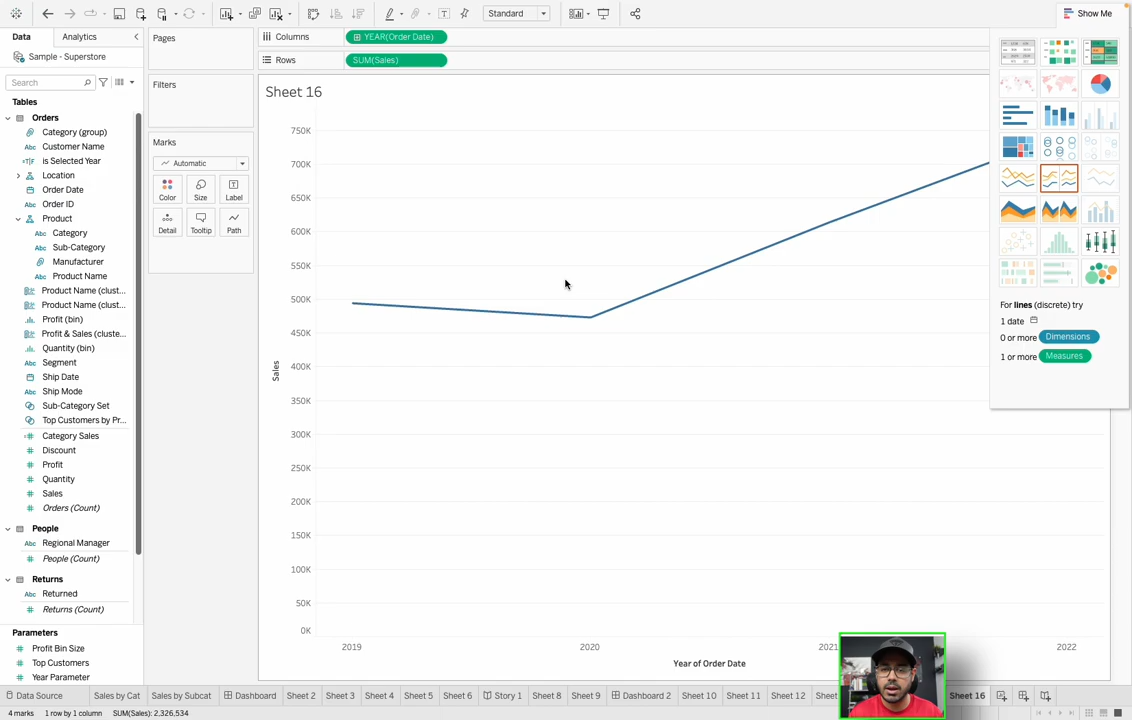 Standard
Show Me
Data
Analytics
Pages
Columns
YEAR(Order Date)
Rows
SUM(Sales)
Sample - Superstore
Search
Filters
Sheet 16
Tables
Orders
Category (group)
Customer Name
is Selected Year
Location
Order Date
Order ID
Product
Category
Sub-Category
Manufacturer
Product Name
Product Name (clust...
Product Name (clust...
Profit (bin)
Profit & Sales (cluste...
Quantity (bin)
Segment
Ship Date
Ship Mode
Sub-Category Set
Top Customers by Pr...
Category Sales
Discount
Profit
Quantity
Sales
Orders (Count)
People
Regional Manager
People (Count)
Returns
Returned
Returns (Count)
Parameters
Profit Bin Size
Top Customers
Year Parameter
Marks
Automatic
Color
Size
Label
Detail
Tooltip
Path
750K
700K
650K
600K
550K
500K
450K
400K
350K
300K
250K
200K
150K
100K
50K
0K
Sales
2019
2020
2021
2022
Year of Order Date
For lines (discrete) try
1 date
0 or more Dimensions
1 or more Measures
Data Source
Sales by Cat
Sales by Subcat
Dashboard
Sheet 2
Sheet 3
Sheet 4
Sheet 5
Sheet 6
Story 1
Sheet 8
Sheet 9
Dashboard 2
Sheet 10
Sheet 11
Sheet 12
Sheet
Sheet 16
4 marks
1 row by 1 column
SUM(Sales): 2,326,534